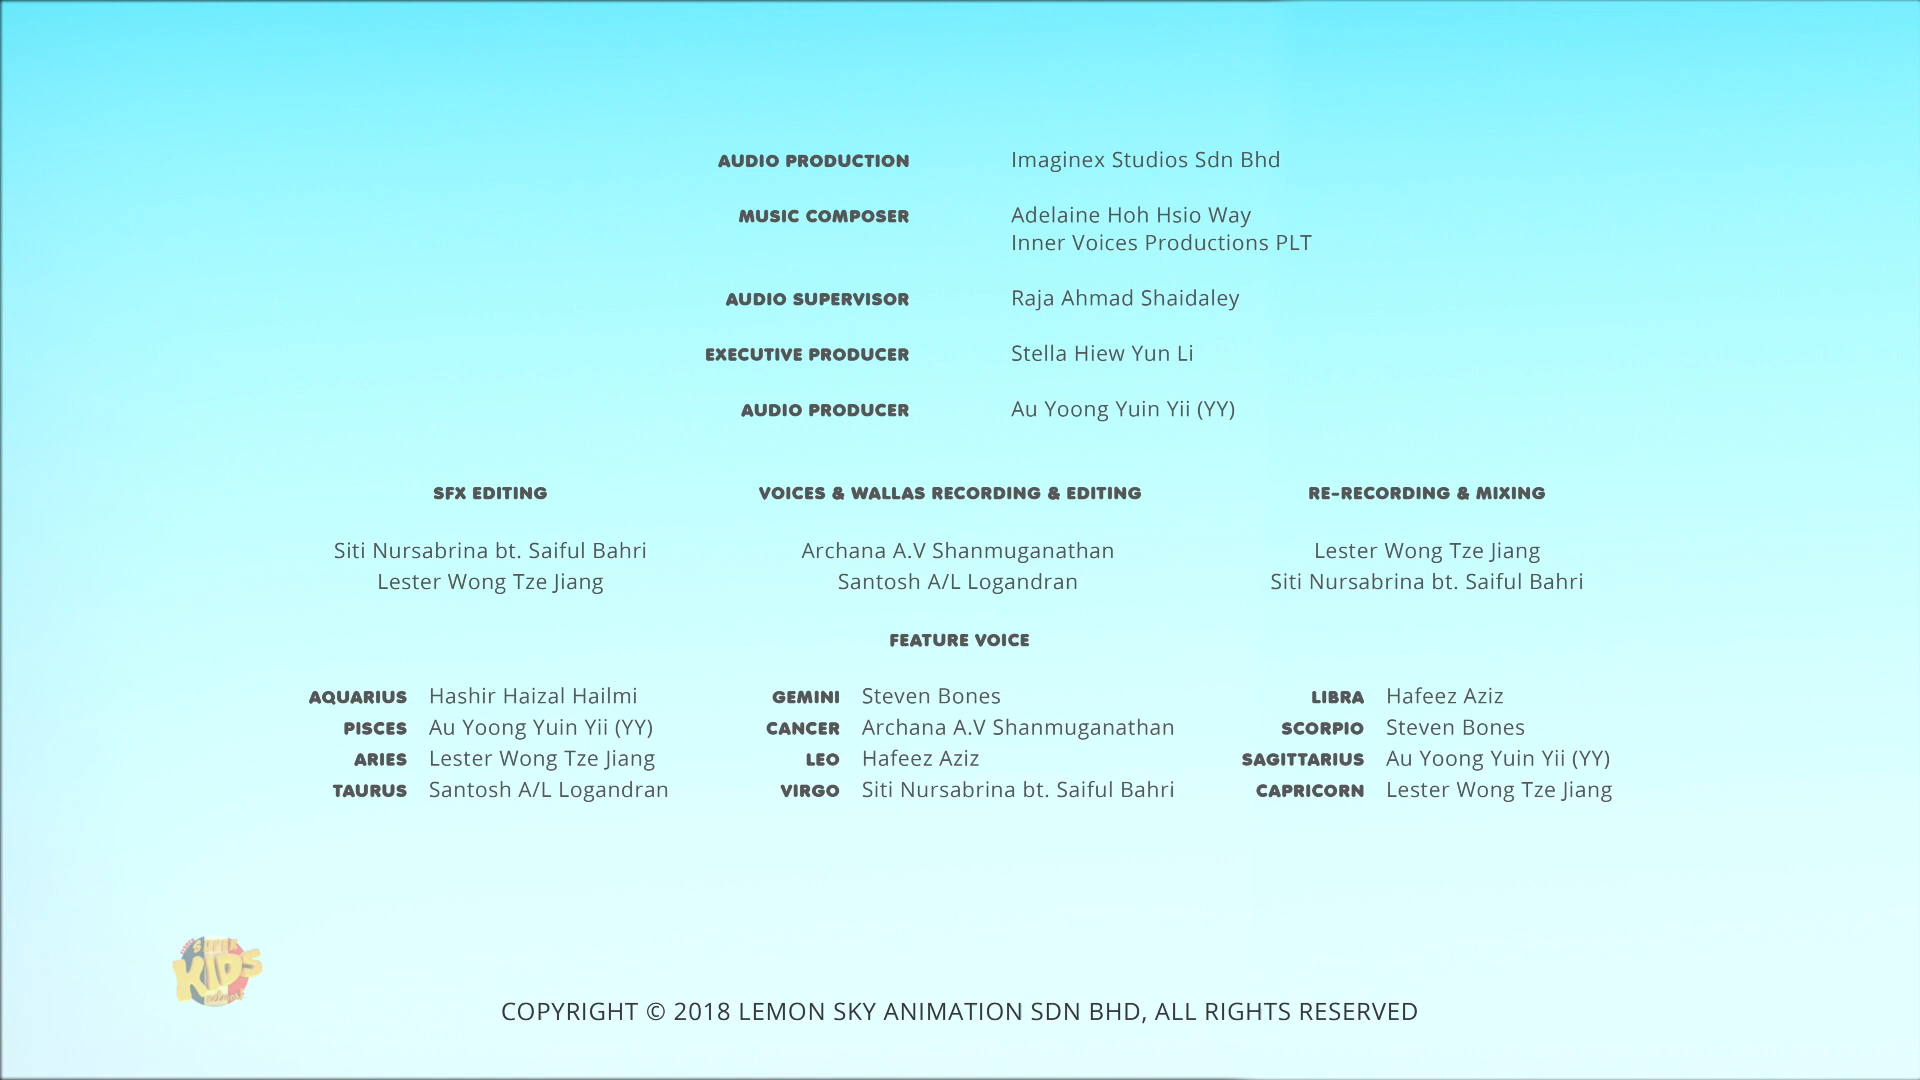 AUDIO PRODUCTION Imaginex Studios Sdn Bhd
MUSIC COMPOSER Adelaine Hoh Hsio Way
Inner Voices Productions PLT
AUDIO SUPERVISOR Raja Ahmad Shaidaley
EXECUTIVE PRODUCER Stella Hiew Yun Li
AUDIO PRODUCER Au Yoong Yuin Yii (YY)
SFX EDITING
Siti Nursabrina bt. Saiful Bahri
Lester Wong Tze Jiang
VOICES & WALLAS RECORDING & EDITING
Archana A.V Shanmuganathan
Santosh A/L Logandran
RE-RECORDING & MIXING
Lester Wong Tze Jiang
Siti Nursabrina bt. Saiful Bahri
FEATURE VOICE
AQUARIUS Hashir Haizal Hailmi
PISCES Au Yoong Yuin Yii (YY)
ARIES Lester Wong Tze Jiang
TAURUS Santosh A/L Logandran
GEMINI Steven Bones
CANCER Archana A.V Shanmuganathan
LEO Hafeez Aziz
VIRGO Siti Nursabrina bt. Saiful Bahri
LIBRA Hafeez Aziz
SCORPIO Steven Bones
SAGITTARIUS Au Yoong Yuin Yii (YY)
CAPRICORN Lester Wong Tze Jiang
SUPER
KIDS
COPYRIGHT © 2018 LEMON SKY ANIMATION SDN BHD, ALL RIGHTS RESERVED